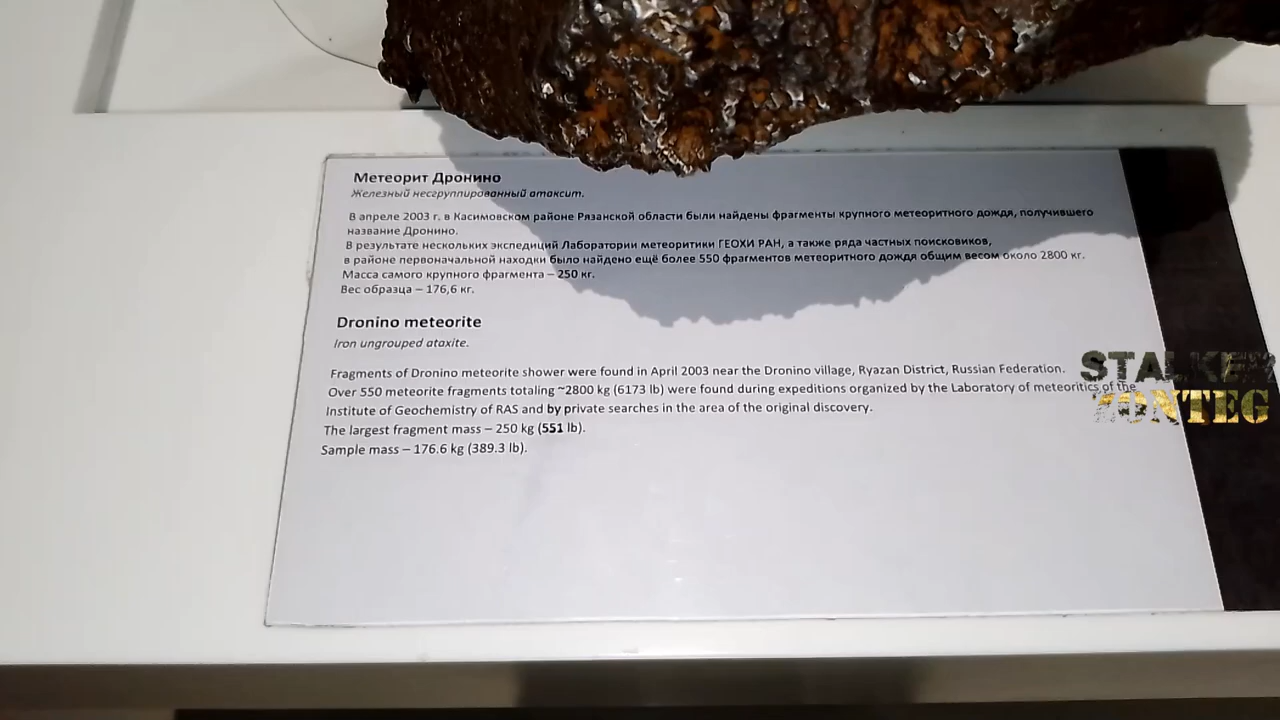 Метеорит Дронино
Железный несгруппированный атаксит.
В апреле 2003 г. в Касимовском районе Рязанской области были найдены фрагменты крупного метеоритного дождя, получившего
название Дронино.
В результате нескольких экспедиций Лаборатории метеоритики ГЕОХИ РАН, а также ряда частных поисковиков,
в районе первоначальной находки было найдено ещё более 550 фрагментов метеоритного дождя общим весом около 2800 кг.
Масса самого крупного фрагмента – 250 кг.
Вес образца – 176,6 кг.
Dronino meteorite
Iron ungrouped ataxite.
Fragments of Dronino meteorite shower were found in April 2003 near the Dronino village, Ryazan District, Russian Federation.
Over 550 meteorite fragments totaling ~2800 kg (6173 lb) were found during expeditions organized by the Laboratory of meteoritics of the
Institute of Geochemistry of RAS and by private searches in the area of the original discovery.
The largest fragment mass – 250 kg (551 lb).
Sample mass – 176.6 kg (389.3 lb).
STALKER
ZONTEG